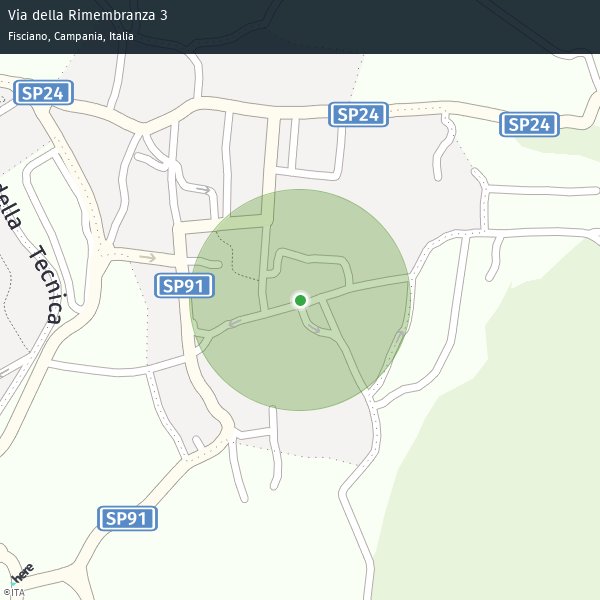 Via della Rimembranza 3
Fisciano, Campania, Italia
SP24
SP24
SP24
della Tecnica
SP91
SP91
here
© ITA